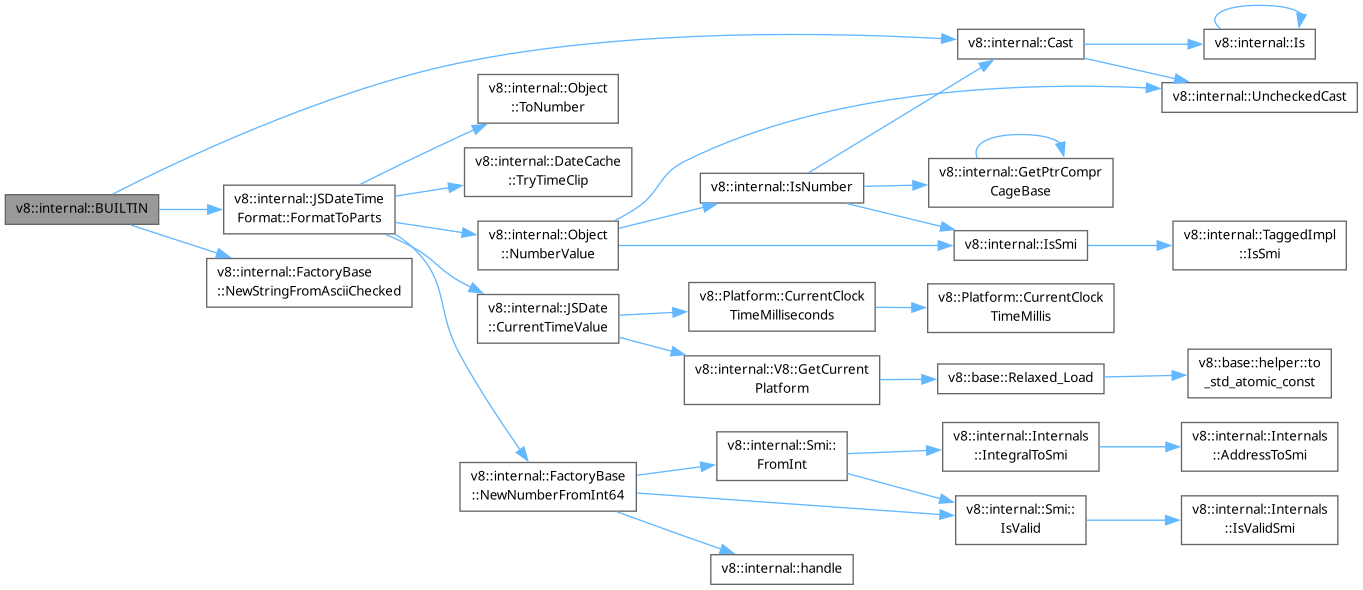 v8::internal::BUILTIN
v8::internal::JSDateTime
Format::FormatToParts
v8::internal::FactoryBase
::NewStringFromAsciiChecked
v8::internal::Object
::ToNumber
v8::internal::DateCache
::TryTimeClip
v8::internal::Object
::NumberValue
v8::internal::JSDate
::CurrentTimeValue
v8::internal::FactoryBase
::NewNumberFromInt64
v8::internal::IsNumber
v8::Platform::CurrentClock
TimeMilliseconds
v8::internal::V8::GetCurrent
Platform
v8::internal::Smi::
FromInt
v8::internal::handle
v8::internal::Cast
v8::internal::GetPtrCompr
CageBase
v8::internal::IsSmi
v8::Platform::CurrentClock
TimeMillis
v8::base::Relaxed_Load
v8::internal::Internals
::IntegralToSmi
v8::internal::Smi::
IsValid
v8::internal::Is
v8::internal::UncheckedCast
v8::internal::TaggedImpl
::IsSmi
v8::base::helper::to
_std_atomic_const
v8::internal::Internals
::AddressToSmi
v8::internal::Internals
::IsValidSmi